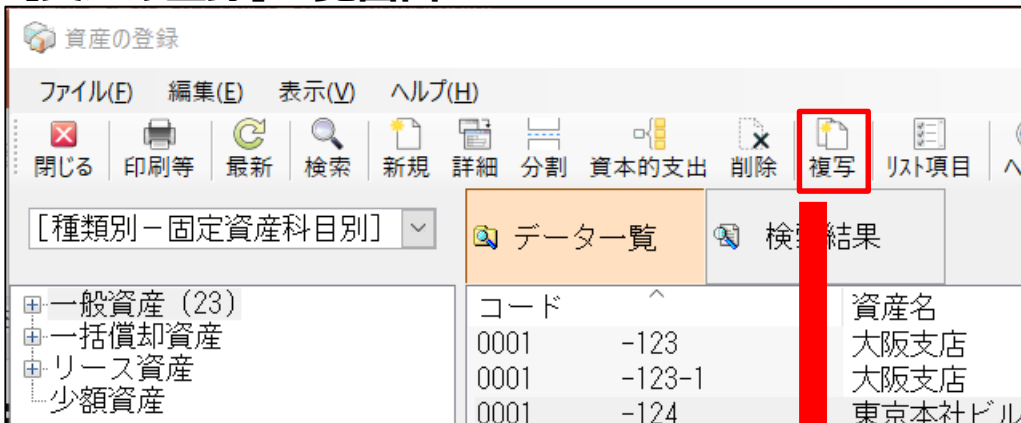 資産の登録
ファイル(F) 編集(E) 表示(V) ヘルプ(H)
閉じる 印刷等 最新 検索 新規 詳細 分割 資本的支出 削除 複写 リスト項目
[種類別－固定資産科目別] データ一覧 検索結果
一般資産 (23)
一括償却資産
リース資産
少額資産
コード 資産名
0001 -123 大阪支店
0001 -123-1 大阪支店
0001 -124 東京本社ビル